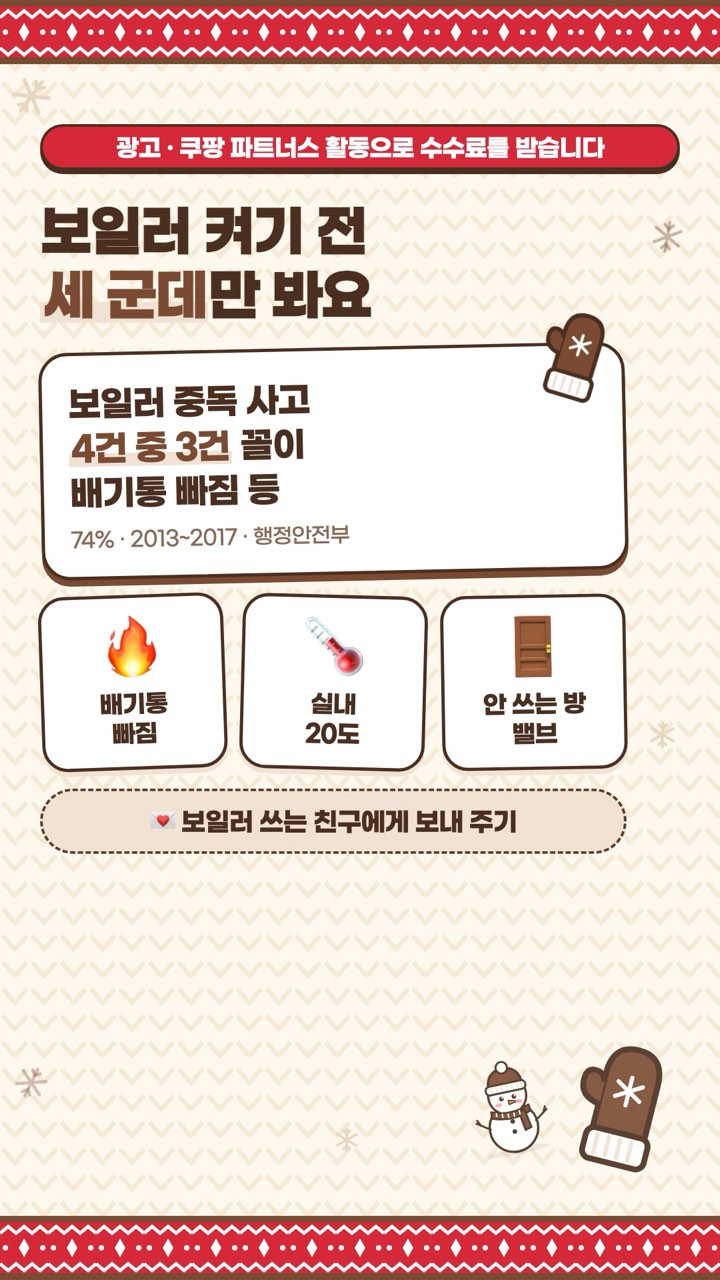 광고 · 쿠팡 파트너스 활동으로 수수료를 받습니다
보일러 켜기 전
세 군데만 봐요
보일러 중독 사고
4건 중 3건 꼴이
배기통 빠짐 등
74% · 2013~2017 · 행정안전부
배기통
빠짐
실내
20도
안 쓰는 방
밸브
💌 보일러 쓰는 친구에게 보내 주기